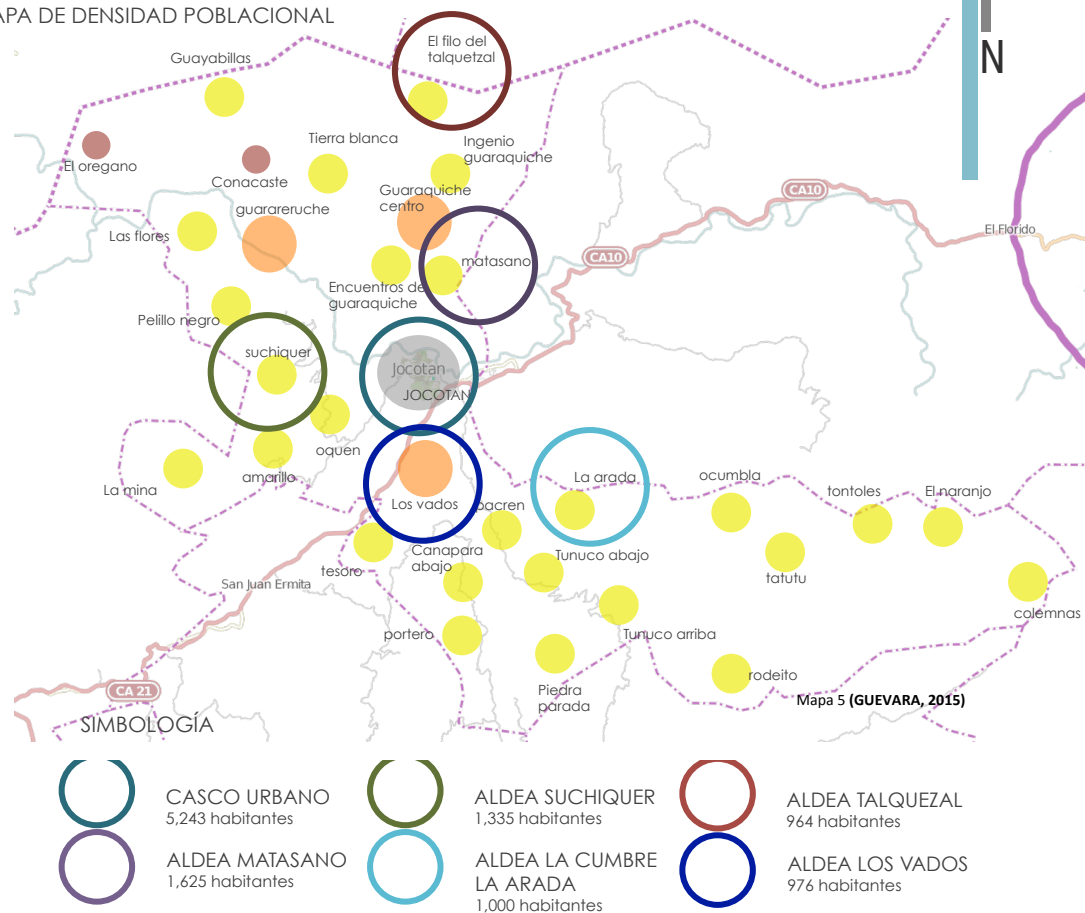 APA DE DENSIDAD POBLACIONAL
N
El filo del
talquetzal
Guayabillas
Tierra blanca
Ingenio
guaraquiche
El oregano
Conacaste
Guaraquiche
centro
CA10
guarareruche
Las flores
El Florido
matasano
CA10
Encuentros de
guaraquiche
Pelillo negro
suchiquer
Jocotan
JOCOTAN
oquen
amarillo
La mina
La arada
ocumbla
tontoles
El naranjo
Los vados
pacren
Canapara
abajo
Tunuco abajo
tesoro
tatutu
San Juan Ermita
colemnas
portero
Tunuco arriba
rodeito
Piedra
parada
CA 21
Mapa 5 (GUEVARA, 2015)
SIMBOLOGÍA
CASCO URBANO
5,243 habitantes
ALDEA SUCHIQUER
1,335 habitantes
ALDEA TALQUEZAL
964 habitantes
ALDEA MATASANO
1,625 habitantes
ALDEA LA CUMBRE
LA ARADA
1,000 habitantes
ALDEA LOS VADOS
976 habitantes